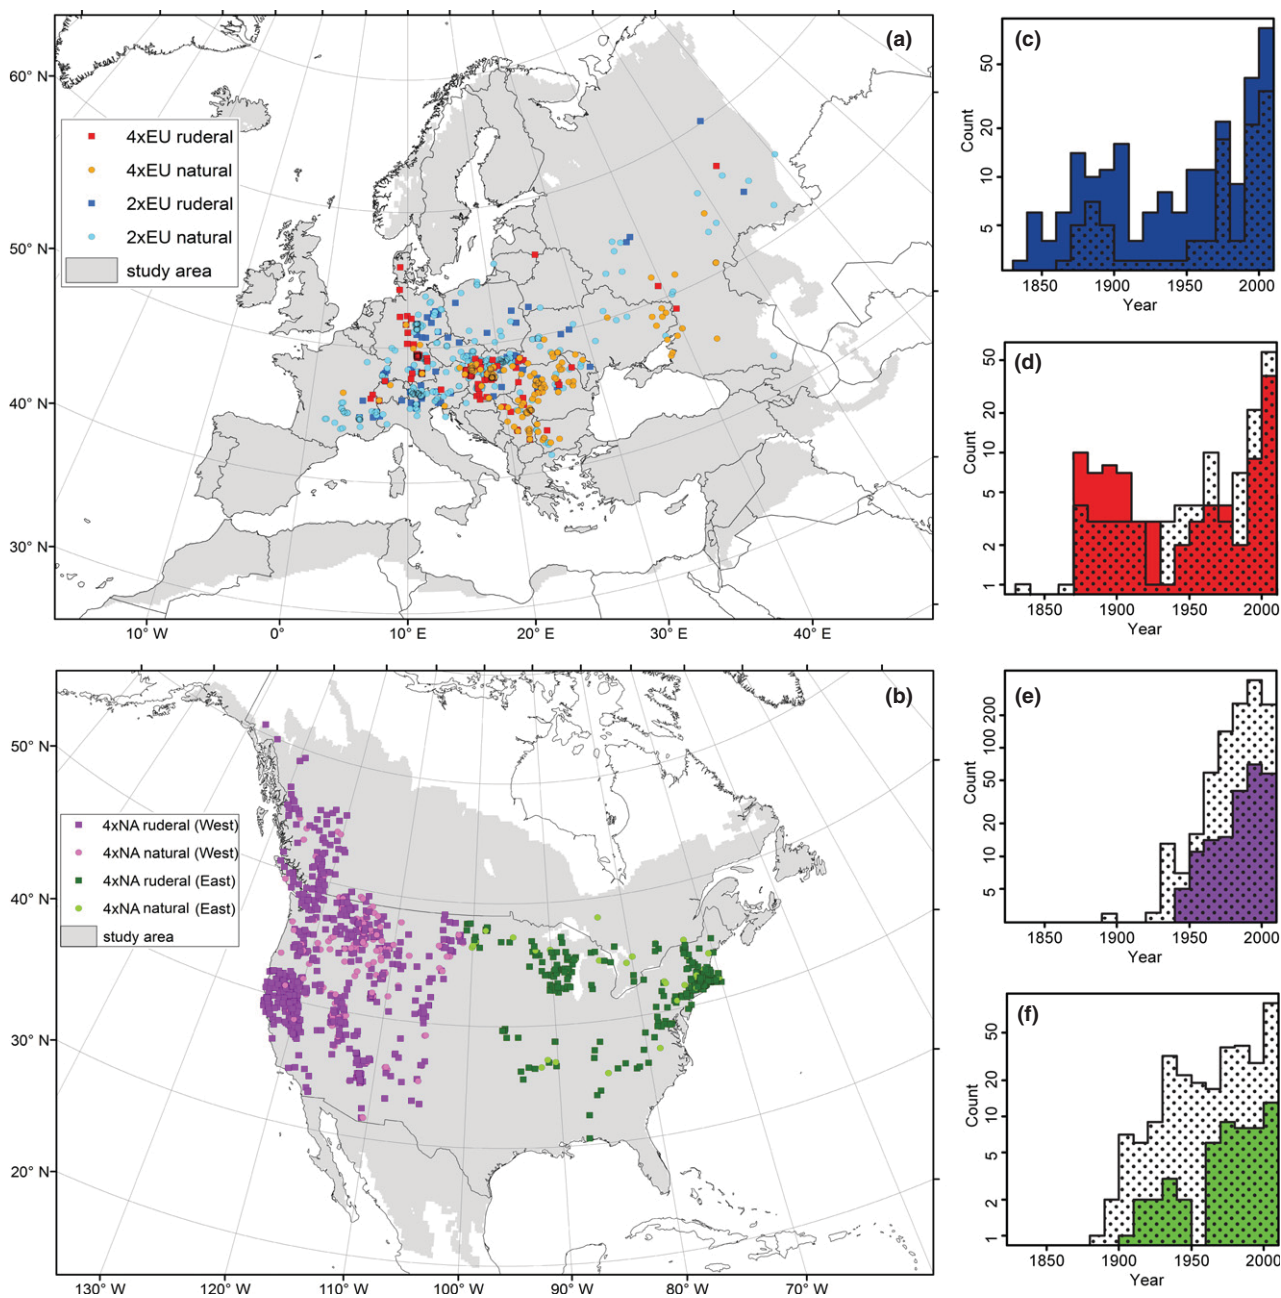 (a)
60° N
50° N
40° N
30° N
4xEU ruderal
4xEU natural
2xEU ruderal
2xEU natural
study area
10° W 0° 10° E 20° E 30° E 40° E
(b)
50° N
40° N
30° N
20° N
4xNA ruderal (West)
4xNA natural (West)
4xNA ruderal (East)
4xNA natural (East)
study area
130° W 120° W 110° W 100° W 90° W 80° W 70° W
(c)
Count
50
20
10
5
1850 1900 1950 2000
Year
(d)
Count
50
20
10
5
2
1
1850 1900 1950 2000
Year
(e)
Count
200
100
50
20
10
5
1850 1900 1950 2000
Year
(f)
Count
50
20
10
5
2
1
1850 1900 1950 2000
Year